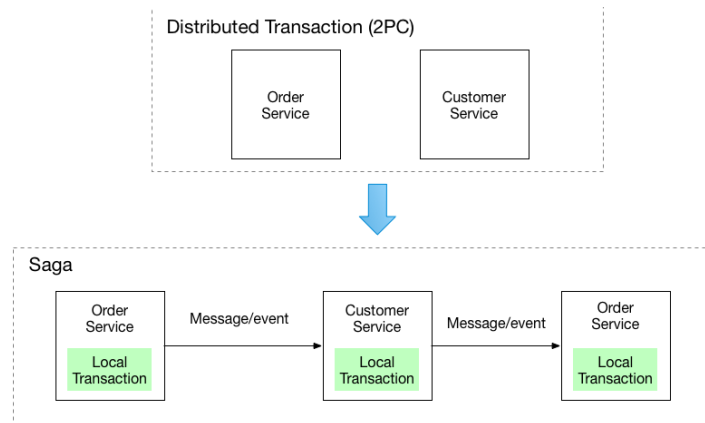 Distributed Transaction (2PC)
Order
Service
Customer
Service
Saga
Order
Service
Local
Transaction
Message/event
Customer
Service
Local
Transaction
Message/event
Order
Service
Local
Transaction